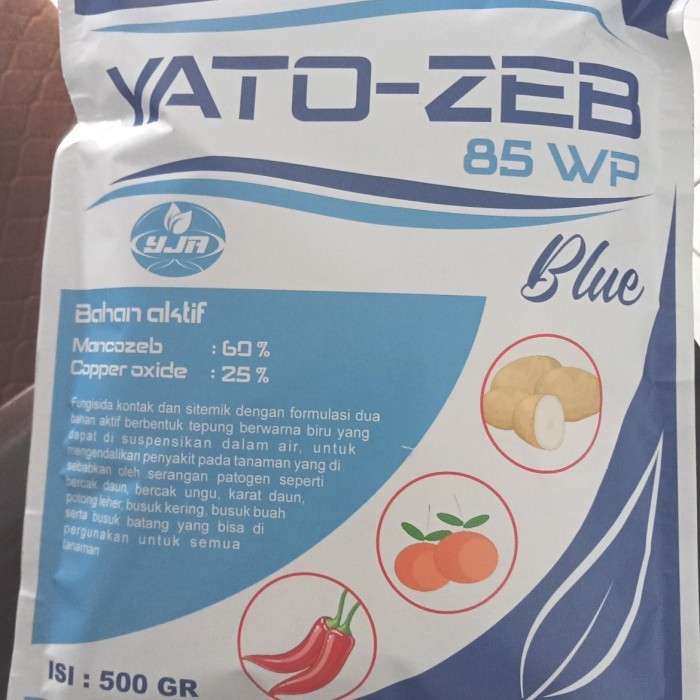 YATO-ZEB
85 WP
YJA
Blue
Bahan aktif
Mancozeb : 60 %
Copper oxide : 25 %
Fungisida kontak dan sitemik dengan formulasi dua
bahan aktif berbentuk tepung berwarna biru yang
dapat di suspensikan dalam air, untuk
mengendalikan penyakit pada tanaman yang di
sebabkan oleh serangan patogen seperti
bercak daun, bercak ungu, karat daun,
potong leher, busuk kering, busuk buah
serta busuk batang yang bisa di
pergunakan untuk semua
tanaman
ISI : 500 GR